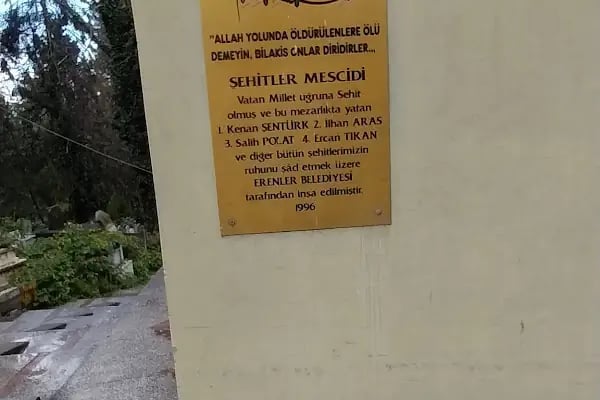 "ALLAH YOLUNDA ÖLDÜRÜLENLERE ÖLÜ
DEMEYİN, BİLAKİS ONLAR DİRİDİRLER...
ŞEHİTLER MESCİDİ
Vatan Millet uğruna Şehit
olmuş ve bu mezarlıkta yatan
1. Kenan ŞENTÜRK 2. İlhan ARAS
3. Salih POLAT 4. Ercan TIKAN
ve diğer bütün şehitlerimizin
ruhunu şâd etmek üzere
ERENLER BELEDİYESİ
tarafından inşa edilmiştir.
1996